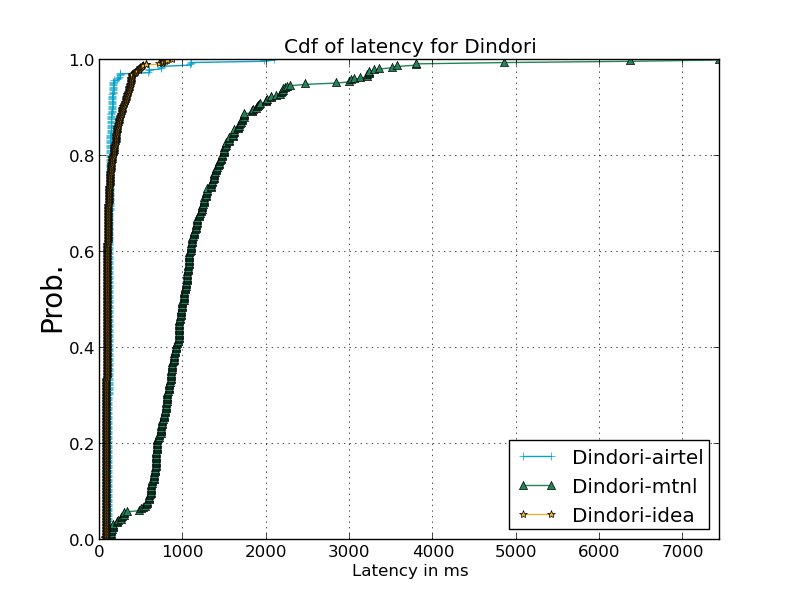 Cdf of latency for Dindori
Prob.
1.0
0.8
0.6
0.4
0.2
0.0
0 1000 2000 3000 4000 5000 6000 7000
Latency in ms
Dindori-airtel
Dindori-mtnl
Dindori-idea